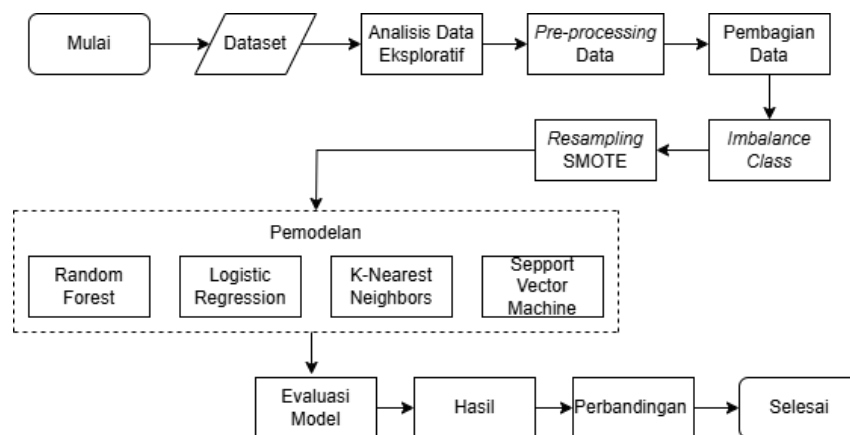 Mulai
Dataset
Analisis Data
Eksploratif
Pre-processing
Data
Pembagian
Data
Resampling
SMOTE
Imbalance
Class
Pemodelan
Random
Forest
Logistic
Regression
K-Nearest
Neighbors
Sepport
Vector
Machine
Evaluasi
Model
Hasil
Perbandingan
Selesai